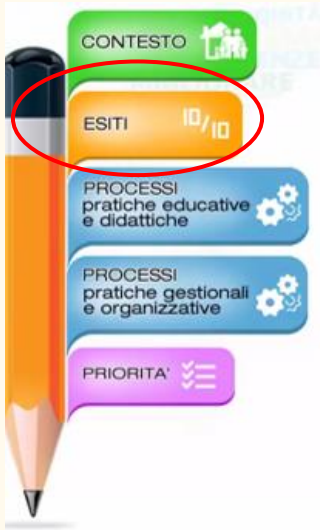 CONTESTO
ESITI 10/10
PROCESSI
pratiche educative
e didattiche
PROCESSI
pratiche gestionali
e organizzative
PRIORITA'